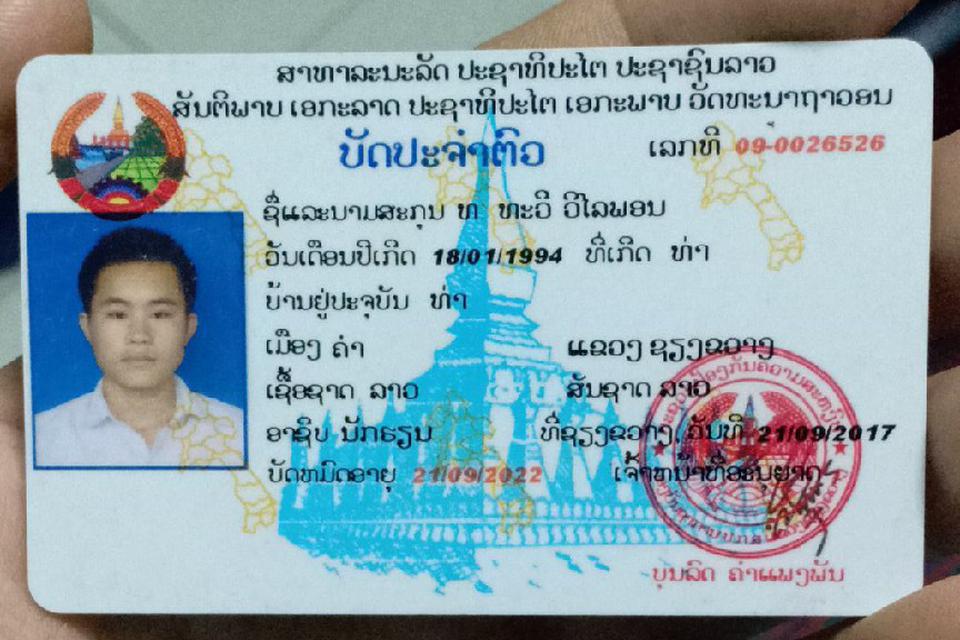 ສາທາລະນະລັດ ປະຊາທິປະໄຕ ປະຊາຊົນລາວ
ສັນຕິພາບ ເອກະລາດ ປະຊາທິປະໄຕ ເອກະພາບ ວັດທະນາຖາວອນ
ບັດປະຈຳຕົວ ເລກທີ 09-0026526
ຊື່ແລະນາມສະກຸນ ທ ທະວີ ວິໄລພອນ
ວັນເດືອນປີເກີດ 18/01/1994 ທີ່ເກີດ ທ່າ
ບ້ານຢູ່ປະຈຸບັນ ທ່າ
ເມືອງ ຄຳ ແຂວງ ຊຽງຂວາງ
ເຊື້ອຊາດ ລາວ ສັນຊາດ ລາວ
ອາຊິບ ນັກຮຽນ ທີ່ຊຽງຂວາງ, ວັນທີ 21/09/2017
ບັດຫມົດອາຍຸ 21/09/2022 ເຈົ້າຫນ້າທີ່ອະນຸຍາດ
ບຸນລົດ ຄຳແພງພັນ